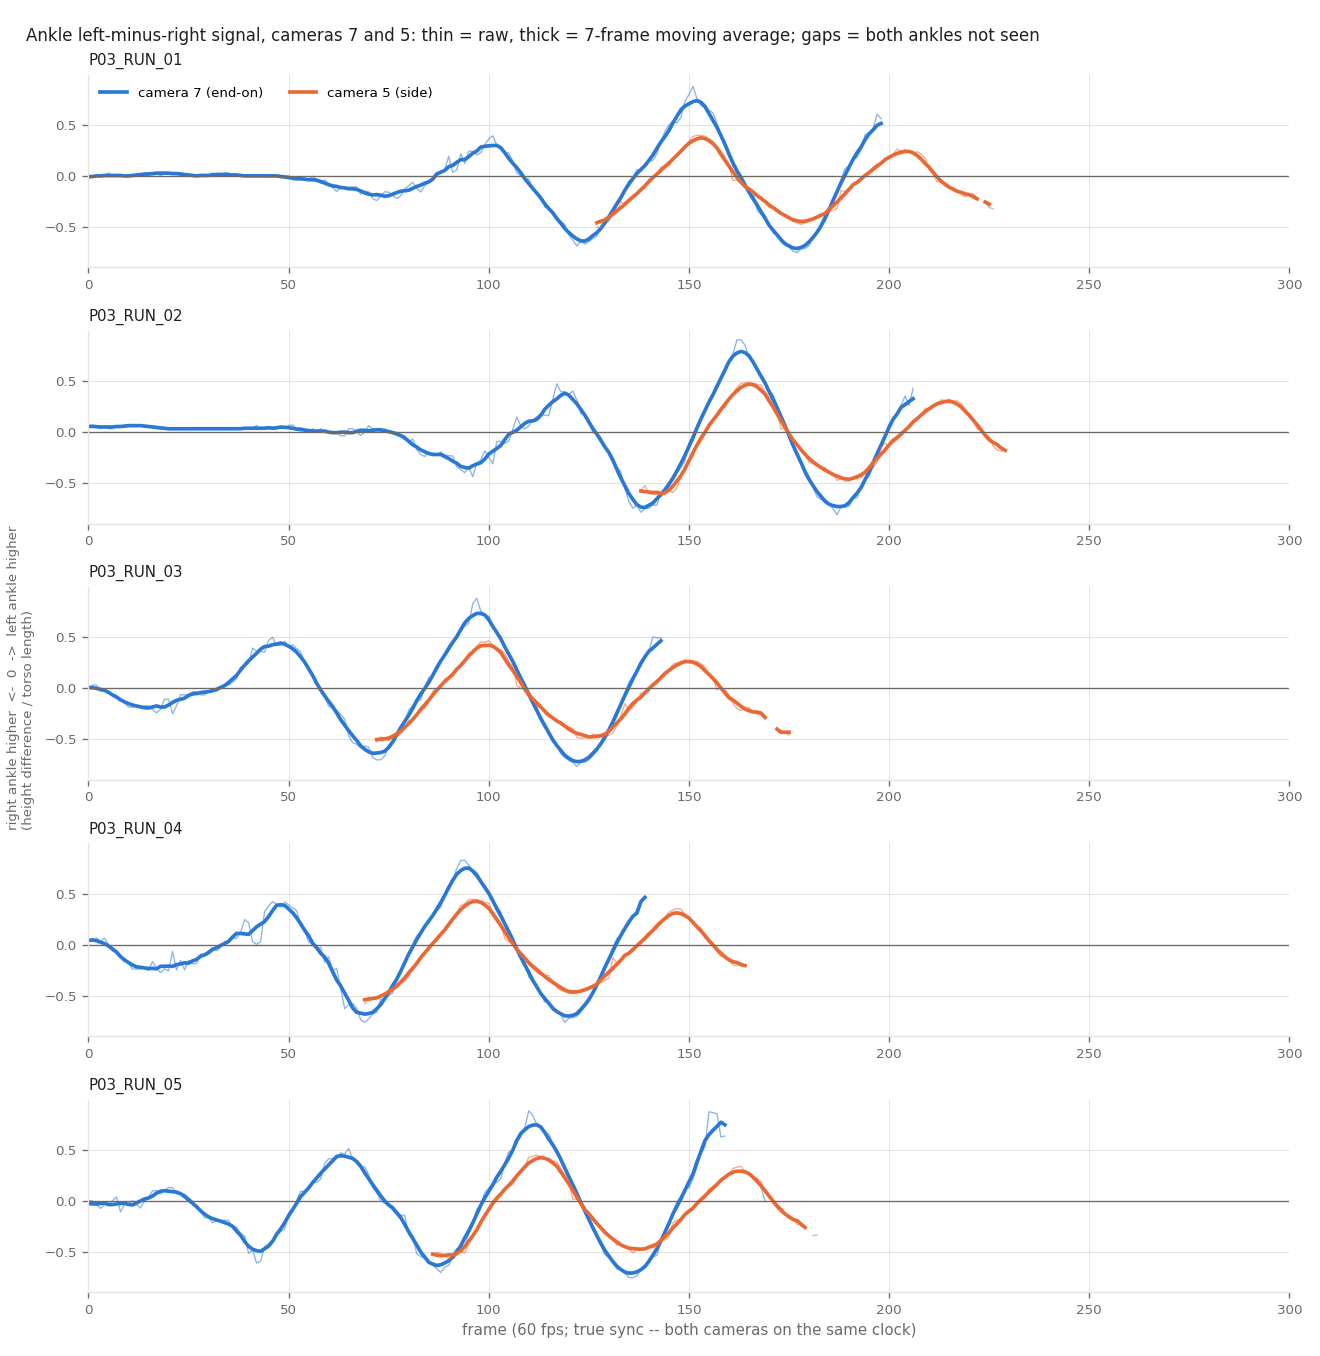 Ankle left-minus-right signal, cameras 7 and 5: thin = raw, thick = 7-frame moving average; gaps = both ankles not seen
P03_RUN_01
camera 7 (end-on)
camera 5 (side)
0.5
0.0
−0.5
0 50 100 150 200 250 300
P03_RUN_02
0.5
0.0
−0.5
0 50 100 150 200 250 300
right ankle higher <- 0 -> left ankle higher
(height difference / torso length)
P03_RUN_03
0.5
0.0
−0.5
0 50 100 150 200 250 300
P03_RUN_04
0.5
0.0
−0.5
0 50 100 150 200 250 300
P03_RUN_05
0.5
0.0
−0.5
0 50 100 150 200 250 300
frame (60 fps; true sync -- both cameras on the same clock)